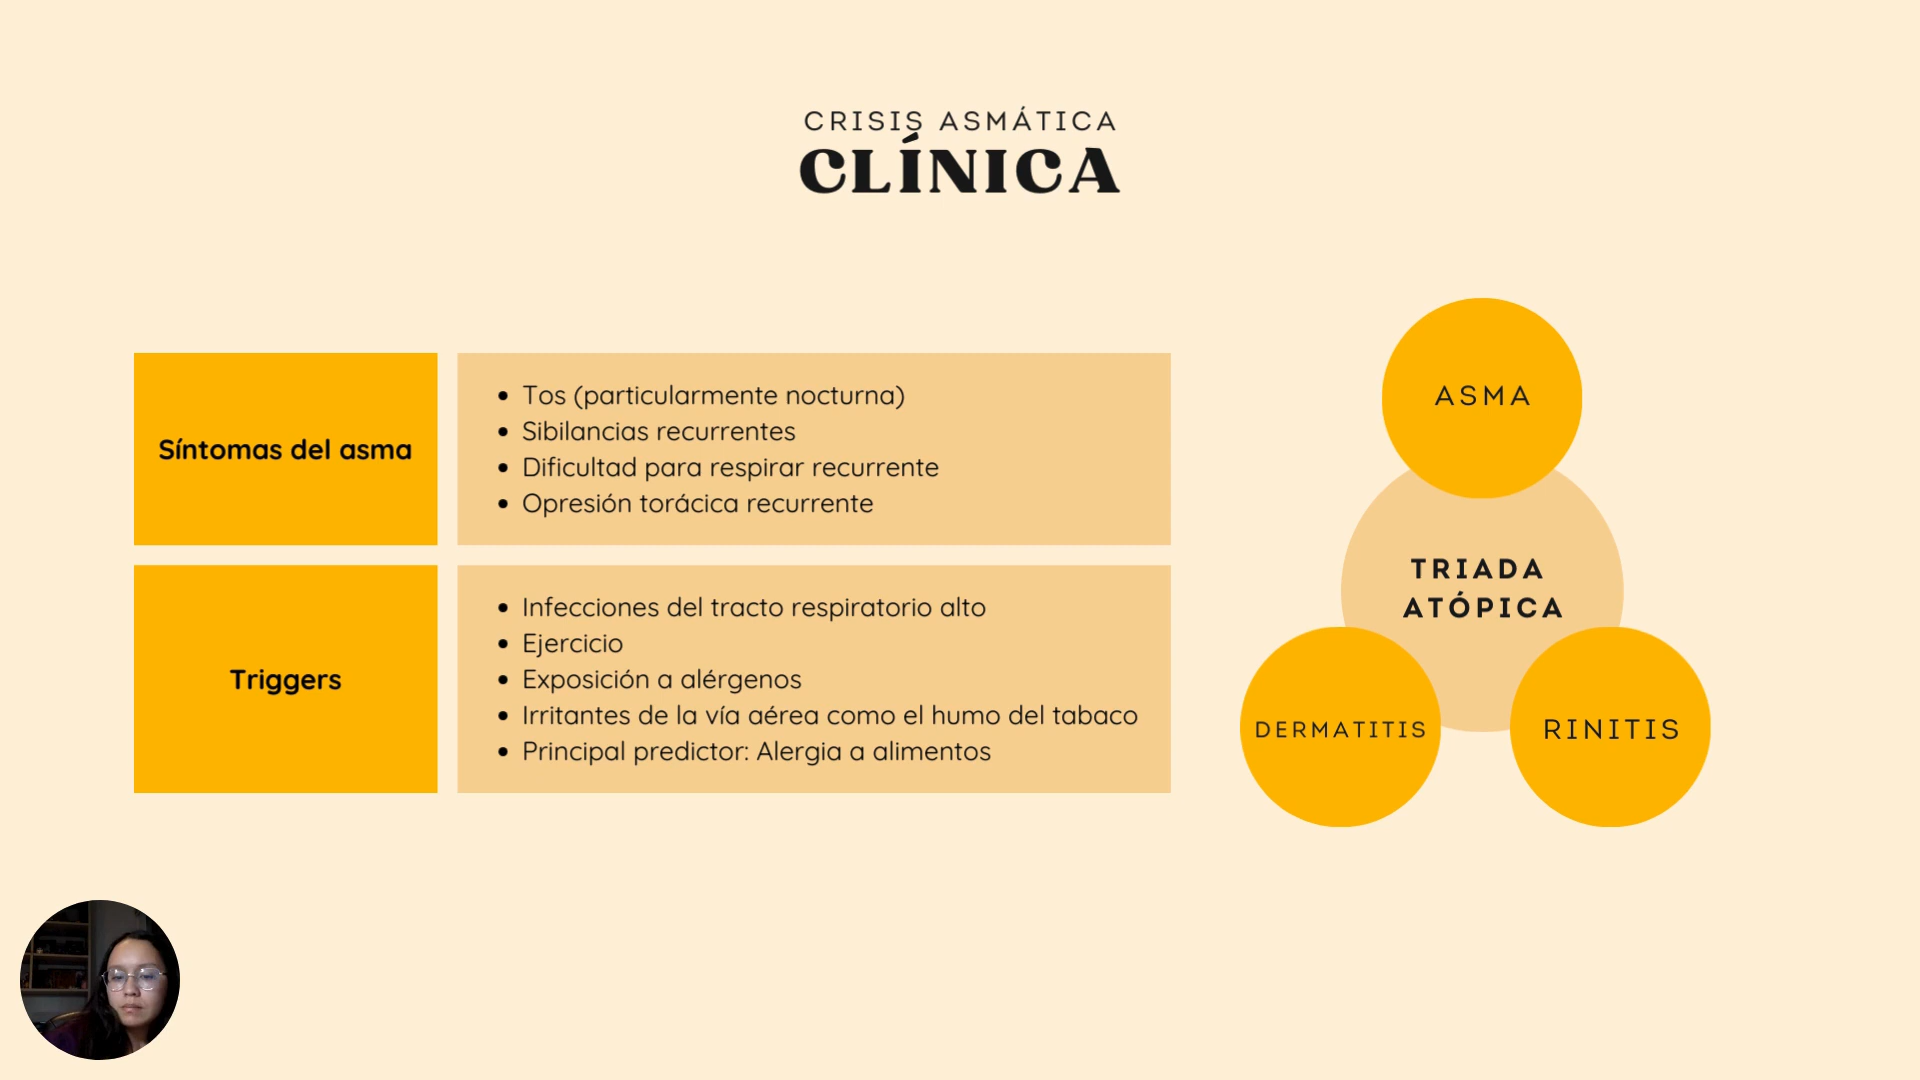 CRISIS ASMÁTICA
CLÍNICA
Síntomas del asma
• Tos (particularmente nocturna)
• Sibilancias recurrentes
• Dificultad para respirar recurrente
• Opresión torácica recurrente
Triggers
• Infecciones del tracto respiratorio alto
• Ejercicio
• Exposición a alérgenos
• Irritantes de la vía aérea como el humo del tabaco
• Principal predictor: Alergia a alimentos
ASMA
TRIADA
ATÓPICA
DERMATITIS
RINITIS